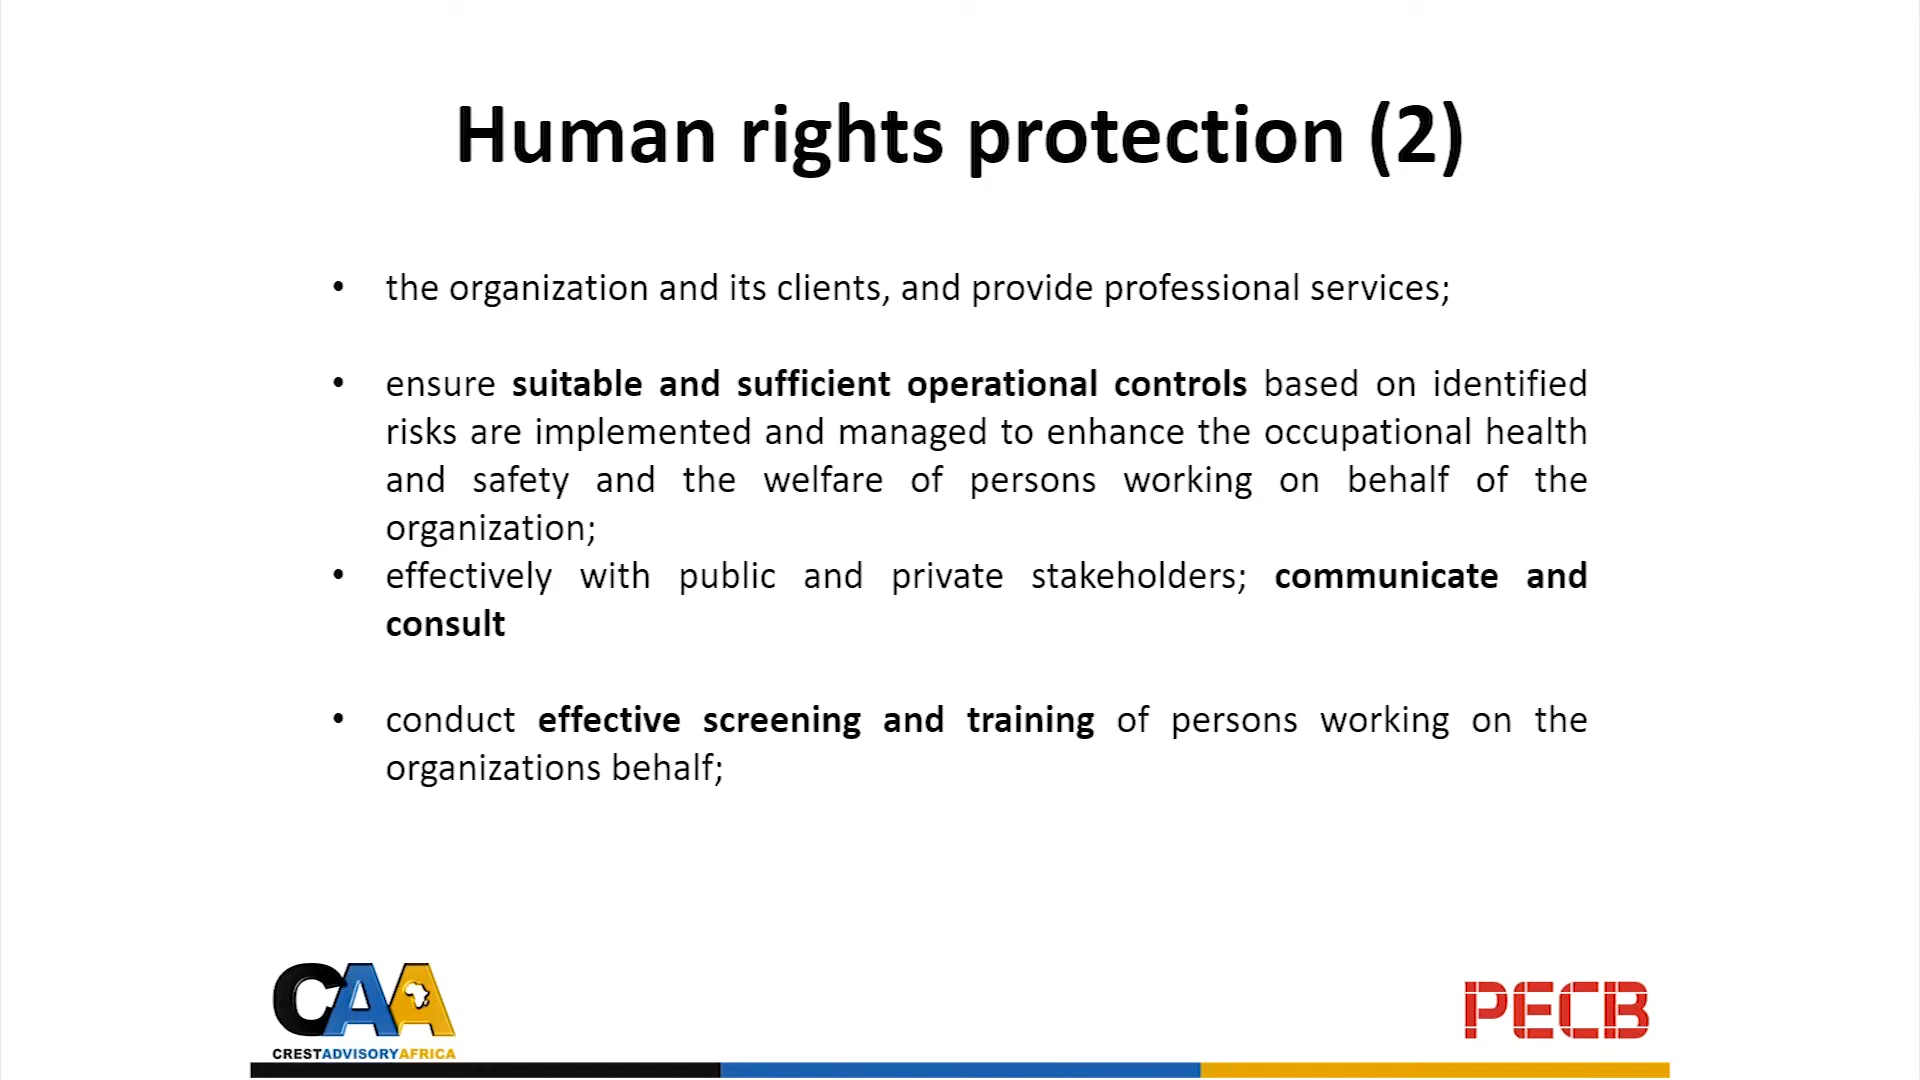 Human rights protection (2)
• the organization and its clients, and provide professional services;
• ensure suitable and sufficient operational controls based on identified
risks are implemented and managed to enhance the occupational health
and safety and the welfare of persons working on behalf of the
organization;
• effectively with public and private stakeholders; communicate and
consult
• conduct effective screening and training of persons working on the
organizations behalf;
CAA
CRESTADVISORYAFRICA
PECB